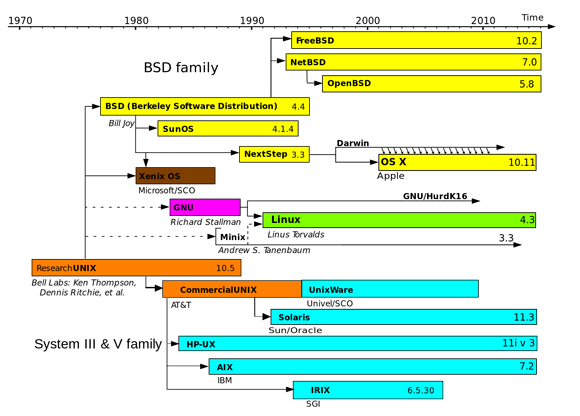 1970 1980 1990 2000 2010 Time
FreeBSD 10.2
BSD family
NetBSD 7.0
OpenBSD 5.8
BSD (Berkeley Software Distribution) 4.4
Bill Joy
SunOS 4.1.4
Darwin
NextStep 3.3
OS X 10.11
Apple
Xenix OS
Microsoft/SCO
GNU/HurdK16
GNU
Richard Stallman
Linux 4.3
Linus Torvalds
Minix 3.3
Andrew S. Tanenbaum
ResearchUNIX 10.5
Bell Labs: Ken Thompson,
Dennis Ritchie, et al.
CommercialUNIX UnixWare
AT&T Univel/SCO
Solaris 11.3
Sun/Oracle
System III & V family
HP-UX 11i v 3
AIX 7.2
IBM
IRIX 6.5.30
SGI